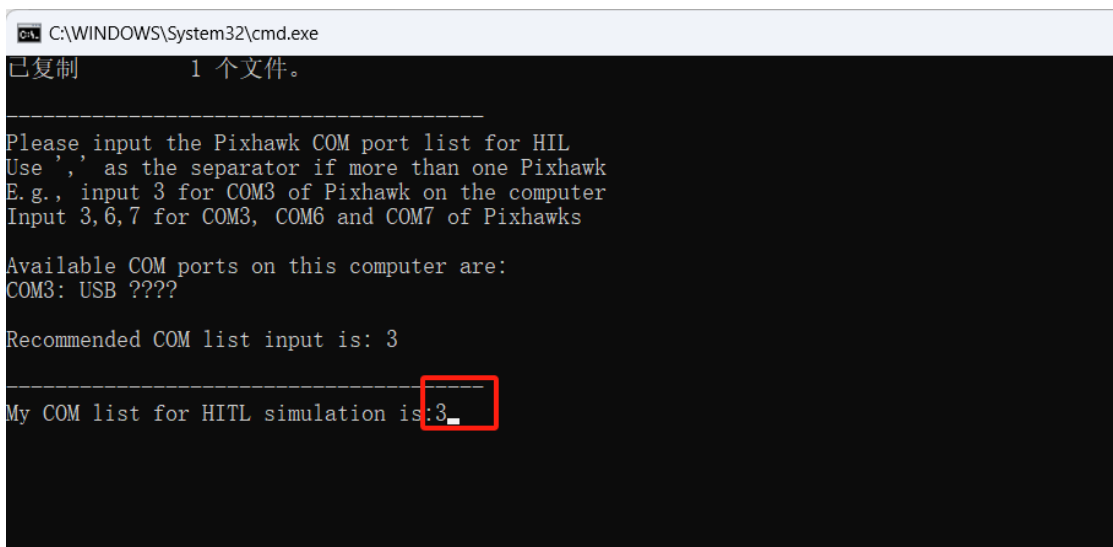 C:\WINDOWS\System32\cmd.exe
已复制         1 个文件。
---------------------------------------
Please input the Pixhawk COM port list for HIL
Use ',' as the separator if more than one Pixhawk
E.g., input 3 for COM3 of Pixhawk on the computer
Input 3,6,7 for COM3, COM6 and COM7 of Pixhawks
Available COM ports on this computer are:
COM3: USB ????
Recommended COM list input is: 3
---------------------------------------
My COM list for HITL simulation is:3